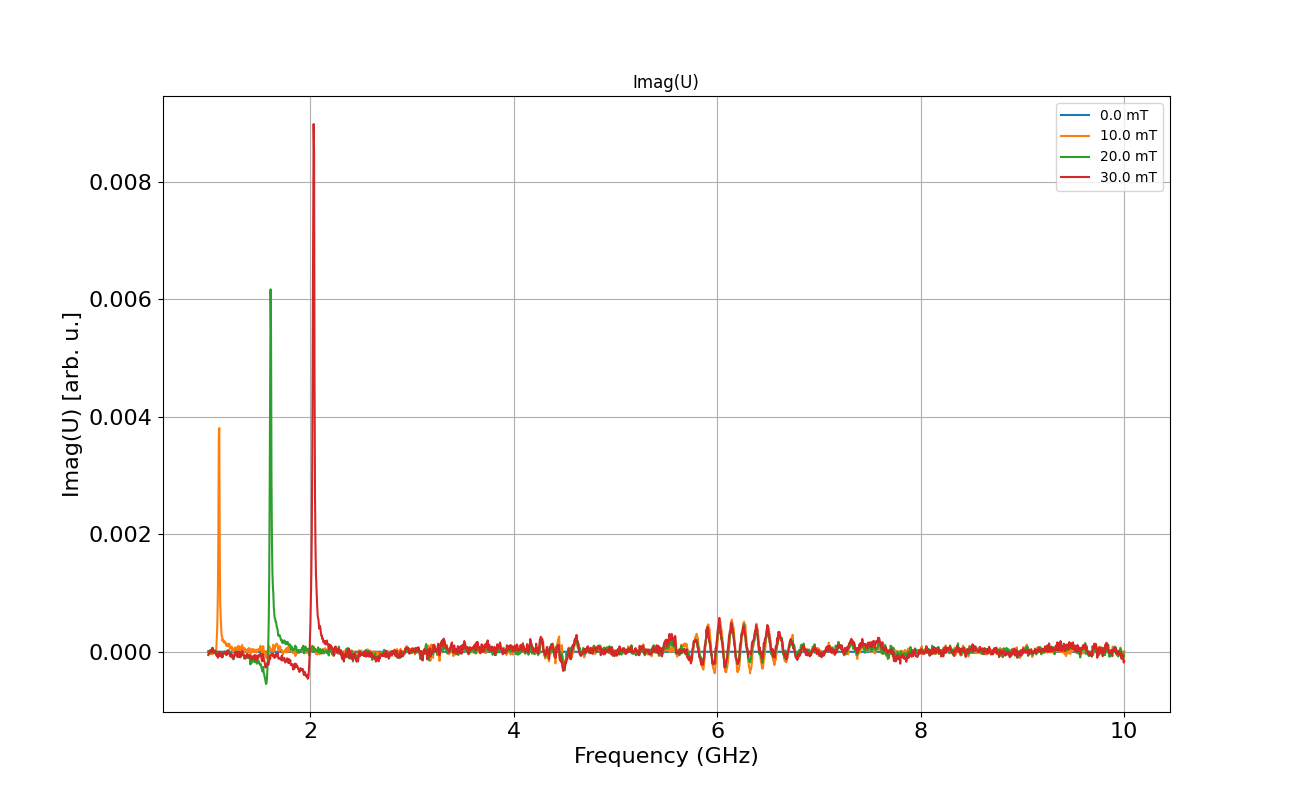 Imag(U)
0.0 mT
10.0 mT
20.0 mT
30.0 mT
0.008
0.006
0.004
0.002
0.000
Imag(U) [arb. u.]
2 4 6 8 10
Frequency (GHz)